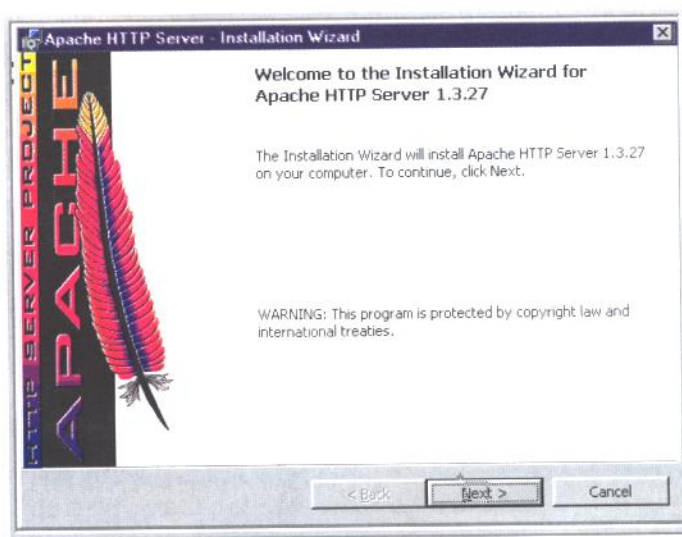 Apache HTTP Server - Installation Wizard
HTTP SERVER PROJECT
APACHE
Welcome to the Installation Wizard for
Apache HTTP Server 1.3.27
The Installation Wizard will install Apache HTTP Server 1.3.27
on your computer. To continue, click Next.
WARNING: This program is protected by copyright law and
international treaties.
< Back
Next >
Cancel